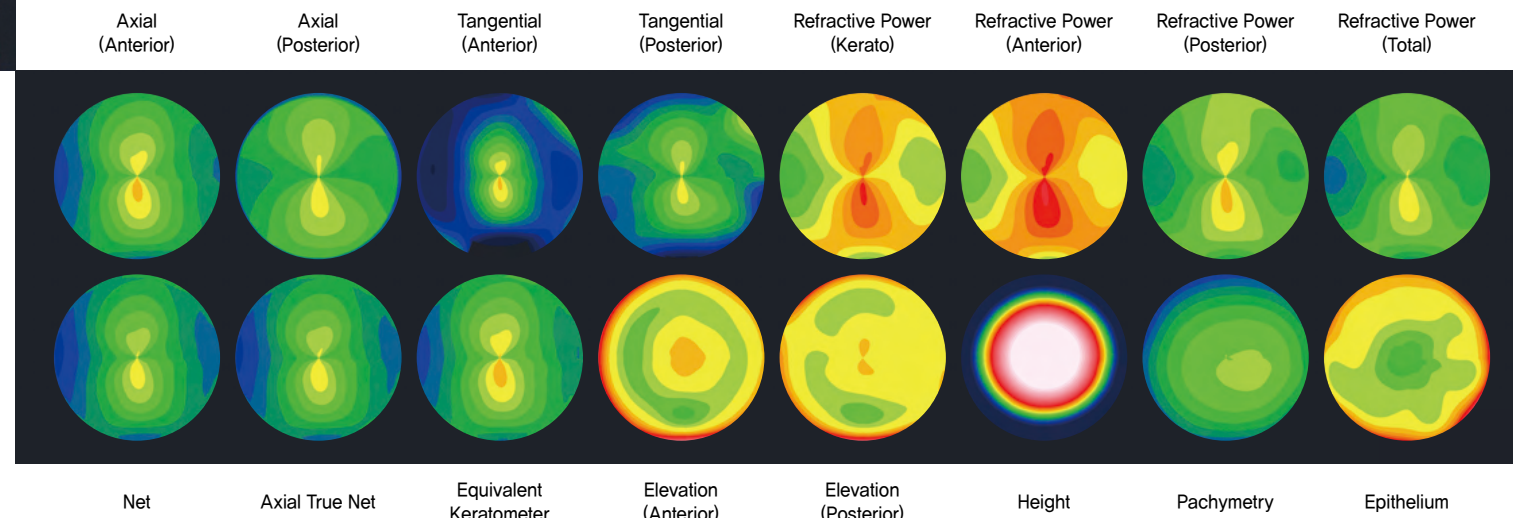 Axial
(Anterior)
Axial
(Posterior)
Tangential
(Anterior)
Tangential
(Posterior)
Refractive Power
(Kerato)
Refractive Power
(Anterior)
Refractive Power
(Posterior)
Refractive Power
(Total)
Net
Axial True Net
Equivalent
Keratometer
Elevation
(Anterior)
Elevation
(Posterior)
Height
Pachymetry
Epithelium